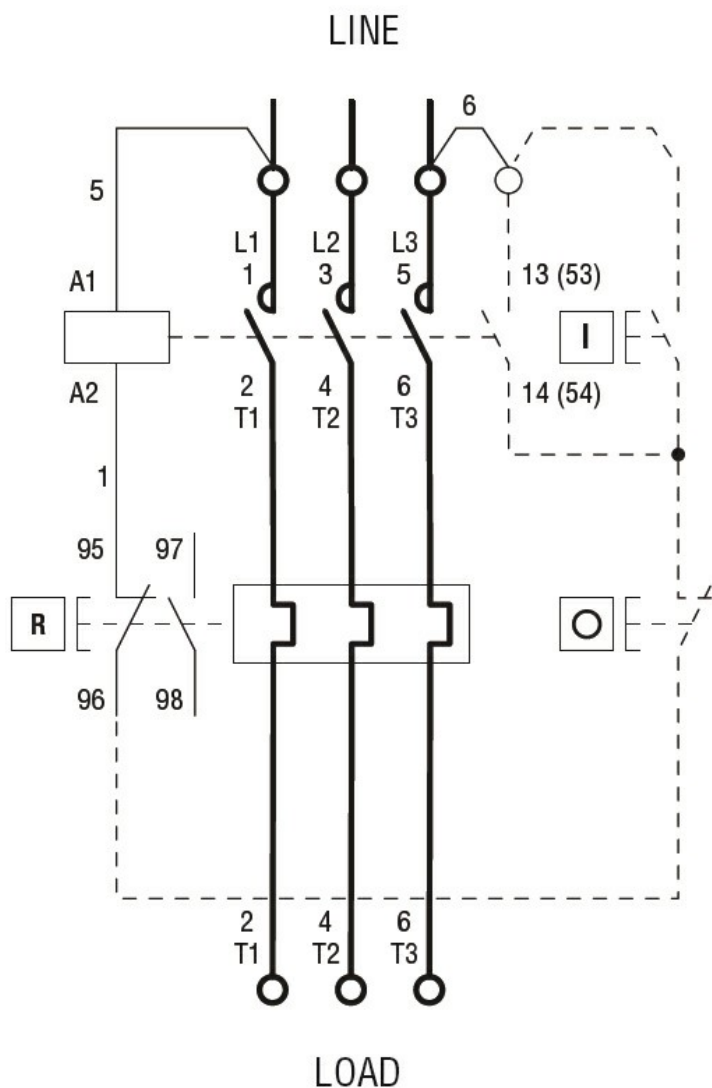 LINE
6
5
L1 L2 L3
1 3 5
13 (53)
A1
I
A2
2 4 6
T1 T2 T3
14 (54)
1
95 97
R
O
96 98
2 4 6
T1 T2 T3
LOAD